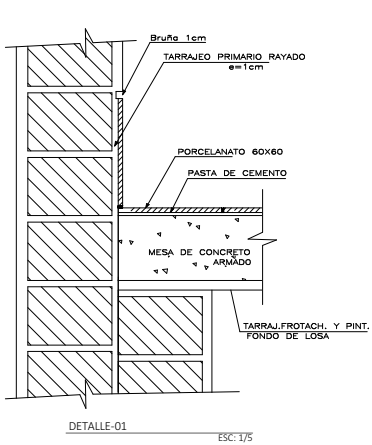 Bruña 1cm
TARRAJEO PRIMARIO RAYADO
e=1cm
PORCELANATO 60X60
PASTA DE CEMENTO
MESA DE CONCRETO
ARMADO
TARRAJ.FROTACH. Y PINT.
FONDO DE LOSA
DETALLE-01
ESC: 1/5